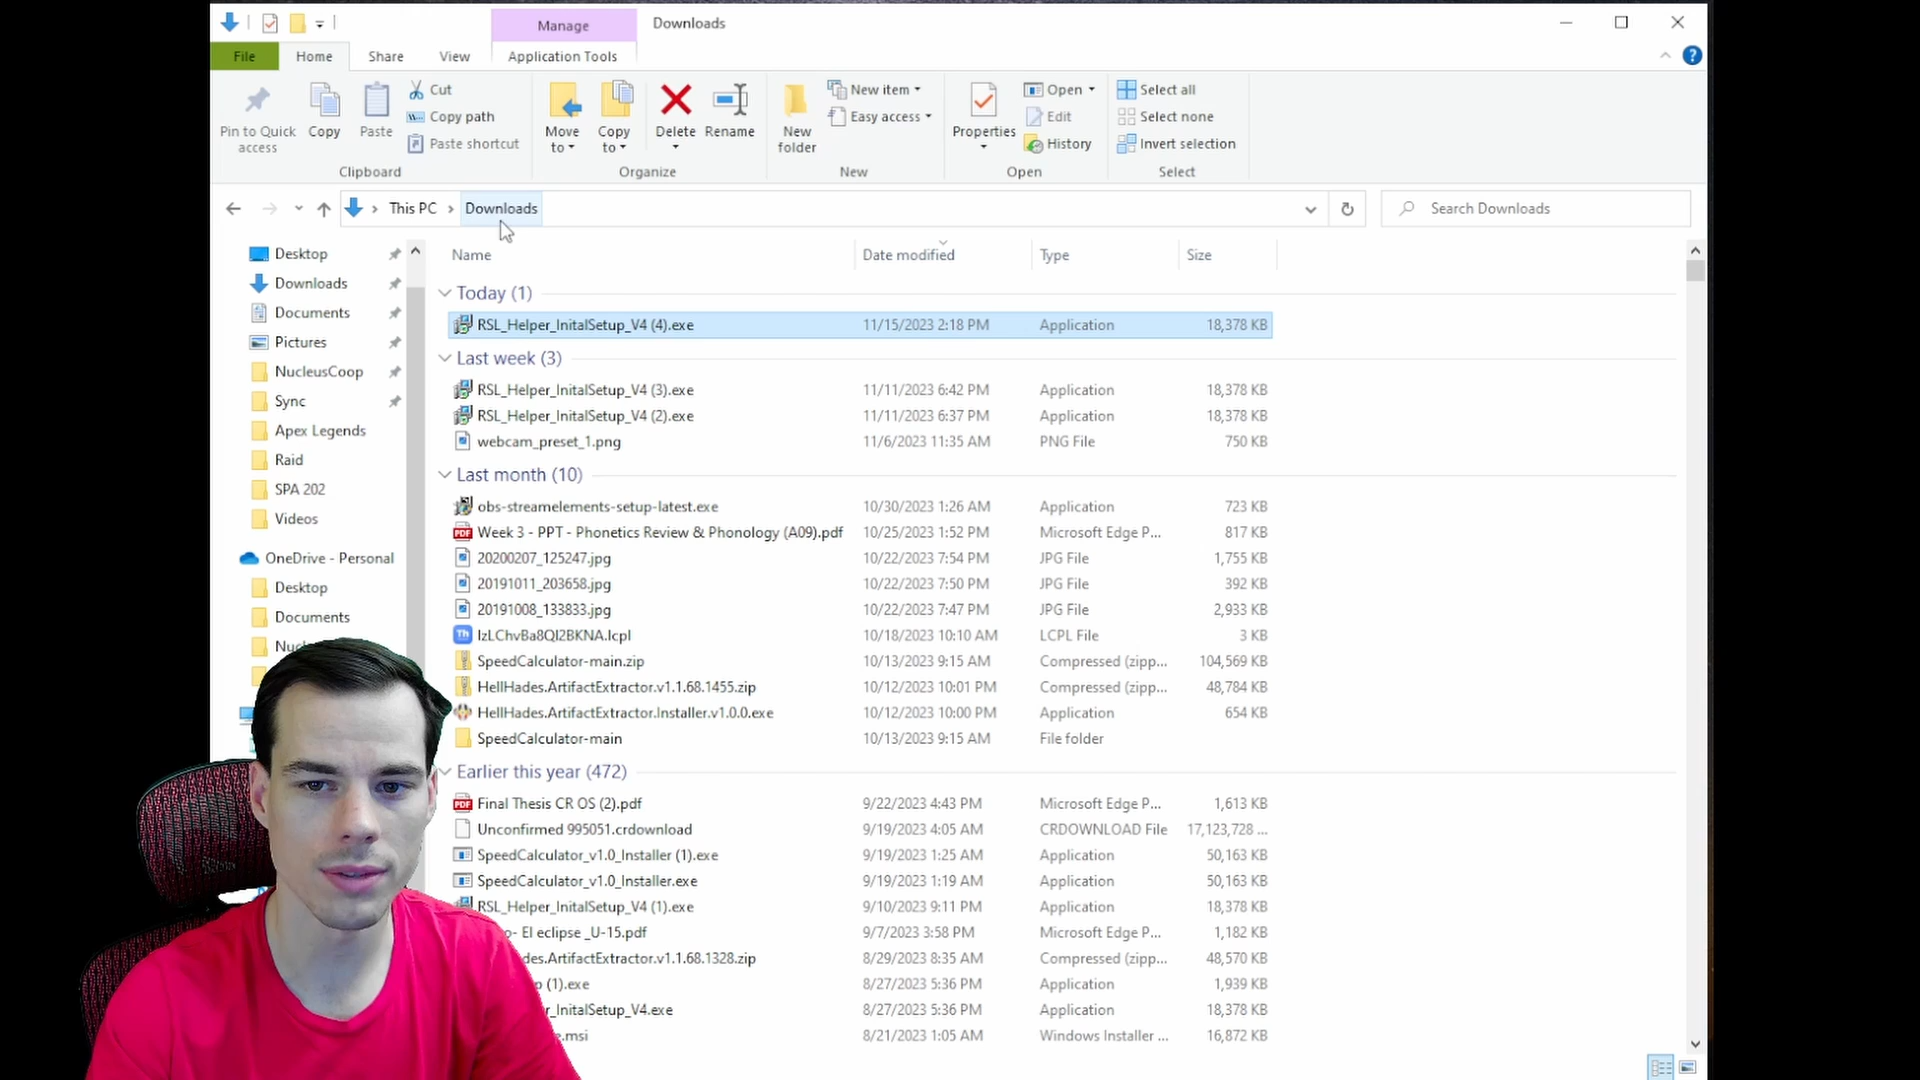 Manage
Downloads
File
Home
Share
View
Application Tools
Pin to Quick access
Copy
Paste
Cut
Copy path
Paste shortcut
Clipboard
Move to
Copy to
Delete
Rename
Organize
New folder
New item
Easy access
New
Properties
Open
Edit
History
Open
Select all
Select none
Invert selection
Select
This PC
Downloads
Search Downloads
Desktop
Downloads
Documents
Pictures
NucleusCoop
Sync
Apex Legends
Raid
SPA 202
Videos
OneDrive - Personal
Desktop
Documents
Name Date modified Type Size
Today (1)
RSL_Helper_InitalSetup_V4 (4).exe 11/15/2023 2:18 PM Application 18,378 KB
Last week (3)
RSL_Helper_InitalSetup_V4 (3).exe 11/11/2023 6:42 PM Application 18,378 KB
RSL_Helper_InitalSetup_V4 (2).exe 11/11/2023 6:37 PM Application 18,378 KB
webcam_preset_1.png 11/6/2023 11:35 AM PNG File 750 KB
Last month (10)
obs-streamelements-setup-latest.exe 10/30/2023 1:26 AM Application 723 KB
PDF Week 3 - PPT - Phonetics Review & Phonology (A09).pdf 10/25/2023 1:52 PM Microsoft Edge P... 817 KB
20200207_125247.jpg 10/22/2023 7:54 PM JPG File 1,755 KB
20191011_203658.jpg 10/22/2023 7:50 PM JPG File 392 KB
20191008_133833.jpg 10/22/2023 7:47 PM JPG File 2,933 KB
Th 10/18/2023 10:10 AM LCPL File 3 KB
SpeedCalculator-main.zip 10/13/2023 9:15 AM Compressed (zipp... 104,569 KB
HellHades.ArtifactExtractor.v1.1.68.1455.zip 10/12/2023 10:01 PM Compressed (zipp... 48,784 KB
HellHades.ArtifactExtractor.Installer.v1.0.0.exe 10/12/2023 10:00 PM Application 654 KB
SpeedCalculator-main 10/13/2023 9:15 AM File folder
Earlier this year (472)
PDF Final Thesis CR OS (2).pdf 9/22/2023 4:43 PM Microsoft Edge P... 1,613 KB
Unconfirmed 995051.crdownload 9/19/2023 4:05 AM CRDOWNLOAD File 17,123,728 ...
SpeedCalculator_v1.0_Installer (1).exe 9/19/2023 1:25 AM Application 50,163 KB
SpeedCalculator_v1.0_Installer.exe 9/19/2023 1:19 AM Application 50,163 KB
RSL_Helper_InitalSetup_V4 (1).exe 9/10/2023 9:11 PM Application 18,378 KB
- El eclipse _U-15.pdf 9/7/2023 3:58 PM Microsoft Edge P... 1,182 KB
des.ArtifactExtractor.v1.1.68.1328.zip 8/29/2023 8:35 AM Compressed (zipp... 48,570 KB
(1).exe 8/27/2023 5:36 PM Application 1,939 KB
r_InitalSetup_V4.exe 8/27/2023 5:36 PM Application 18,378 KB
.msi 8/21/2023 1:05 AM Windows Installer ... 16,872 KB